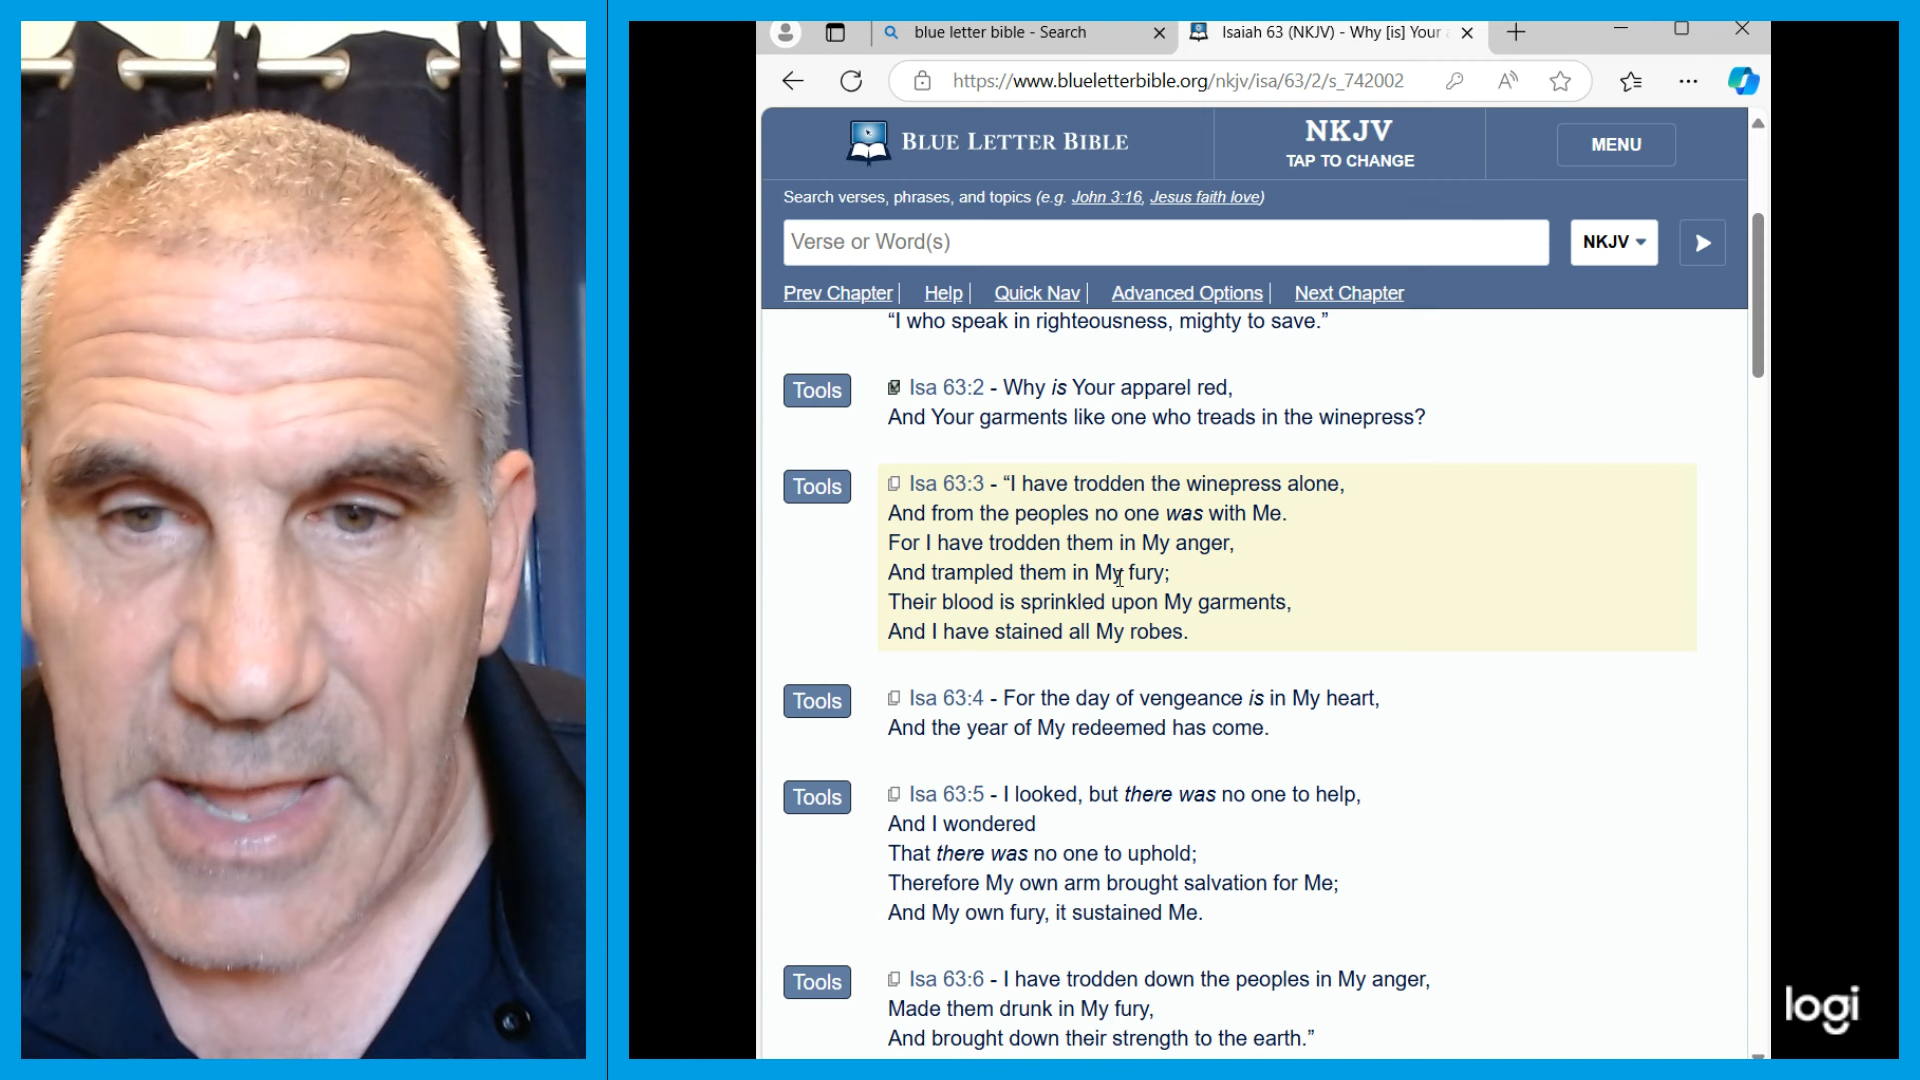 blue letter bible - Search
Isaiah 63 (NKJV) - Why [is] Your
https://www.blueletterbible.org/nkjv/isa/63/2/s_742002
BLUE LETTER BIBLE
NKJV
TAP TO CHANGE
MENU
Search verses, phrases, and topics (e.g. John 3:16, Jesus faith love)
Verse or Word(s)
NKJV
Prev Chapter | Help | Quick Nav | Advanced Options | Next Chapter
“I who speak in righteousness, mighty to save.”
Tools
Isa 63:2 - Why is Your apparel red,
And Your garments like one who treads in the winepress?
Tools
Isa 63:3 - “I have trodden the winepress alone,
And from the peoples no one was with Me.
For I have trodden them in My anger,
And trampled them in My fury;
Their blood is sprinkled upon My garments,
And I have stained all My robes.
Tools
Isa 63:4 - For the day of vengeance is in My heart,
And the year of My redeemed has come.
Tools
Isa 63:5 - I looked, but there was no one to help,
And I wondered
That there was no one to uphold;
Therefore My own arm brought salvation for Me;
And My own fury, it sustained Me.
Tools
Isa 63:6 - I have trodden down the peoples in My anger,
Made them drunk in My fury,
And brought down their strength to the earth.”
logi